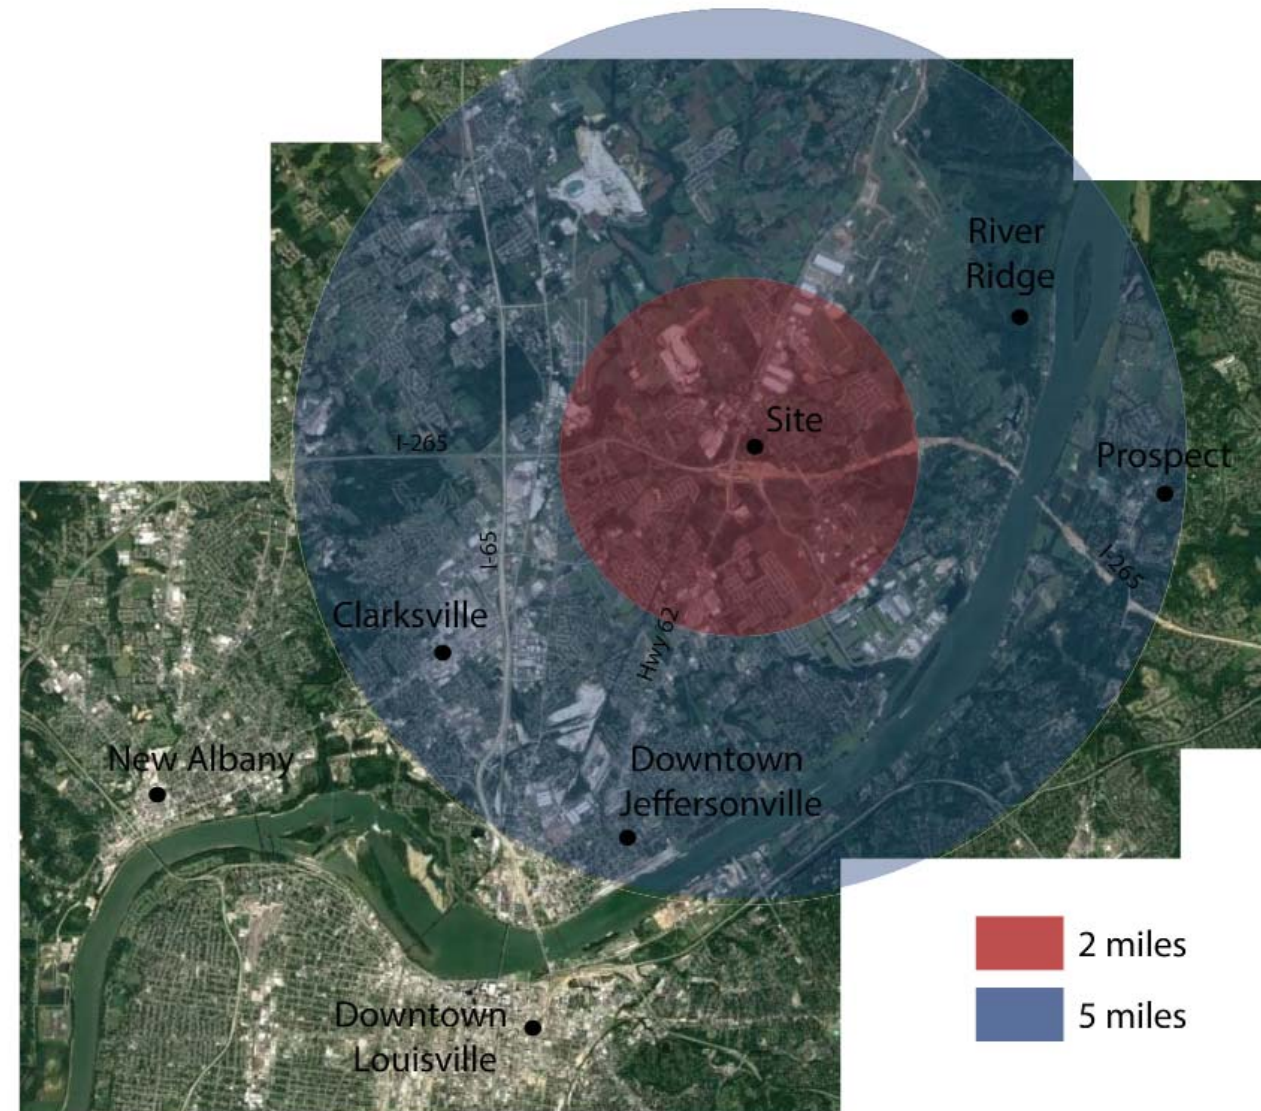 River
Ridge
Site
I-265
Prospect
I-65
I-265
Clarksville
Hwy 62
New Albany
Downtown
Jeffersonville
2 miles
5 miles
Downtown
Louisville